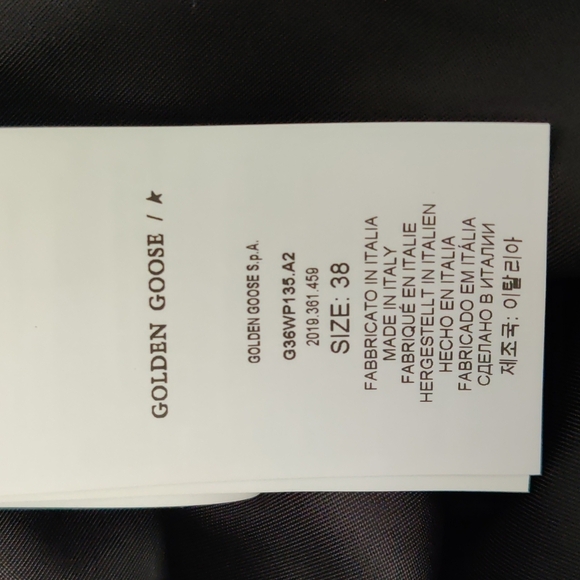 GOLDEN GOOSE / ★
GOLDEN GOOSE S.p.A.
G36WP135.A2
2019.361.459
SIZE: 38
FABBRICATO IN ITALIA
MADE IN ITALY
FABRIQUÉ EN ITALIE
HERGESTELLT IN ITALIEN
HECHO EN ITALIA
FABRICADO EM ITÁLIA
СДЕЛАНО В ИТАЛИИ
제조국: 이탈리아